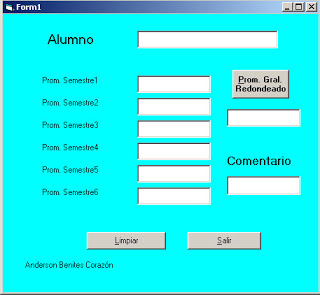 Form1
Alumno
Prom. Semestre1
Prom. Gral.
Redondeado
Prom. Semestre2
Prom. Semestre3
Prom. Semestre4
Comentario
Prom. Semestre5
Prom. Semestre6
Limpiar
Salir
Anderson Benites Corazón